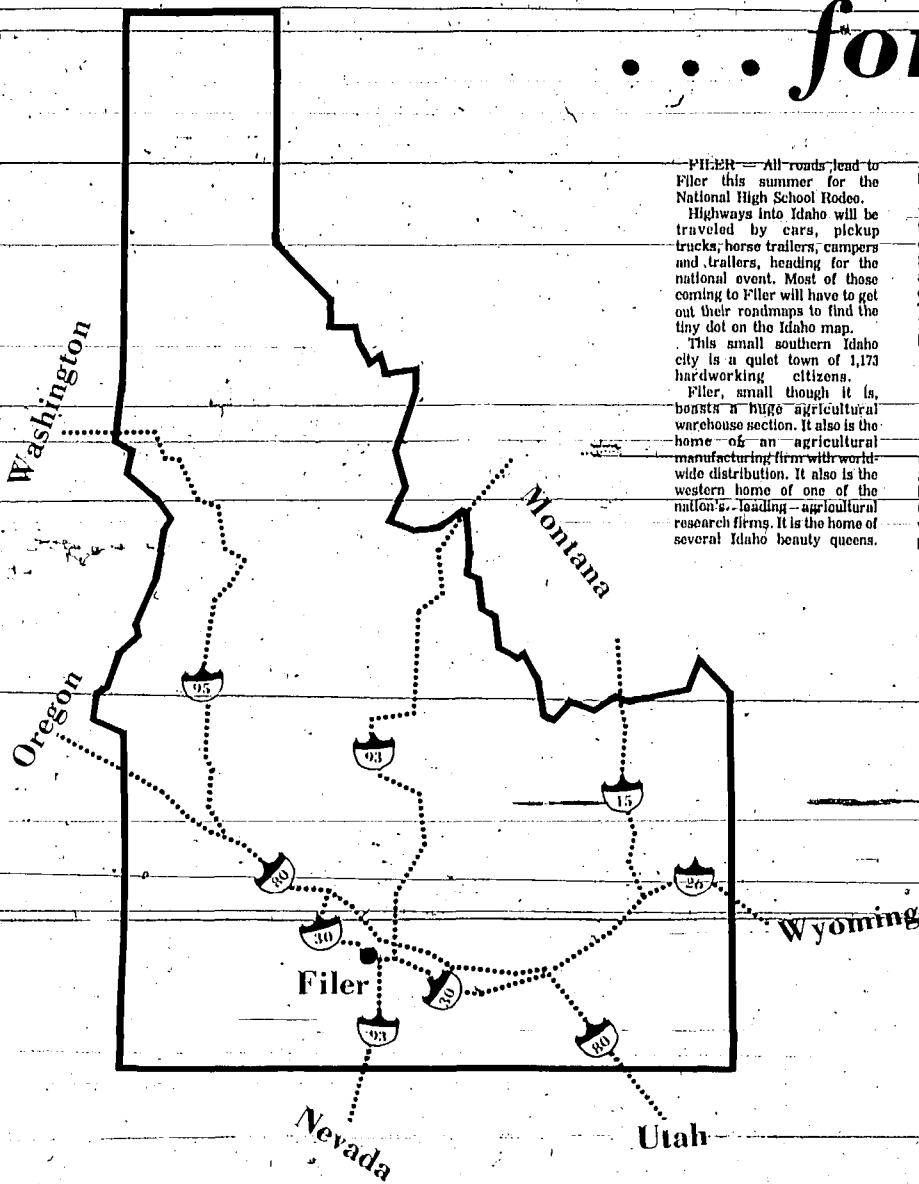 . . . for
FILER — All roads lead to
Filer this summer for the
National High School Rodeo.
Highways into Idaho will be
traveled by cars, pickup
trucks, horse trailers, campers
and trailers, heading for the
national event. Most of those
coming to Filer will have to get
out their roadmaps to find the
tiny dot on the Idaho map.
This small southern Idaho
city is a quiet town of 1,173
hardworking citizens.
Filer, small though it is,
boasts a huge agricultural
warehouse section. It also is the
home of an agricultural
manufacturing firm with world-
wide distribution. It also is the
western home of one of the
nation's leading agricultural
research firms. It is the home of
several Idaho beauty queens.
Washington
Montana
Oregon
95
93
15
80
26
30
Wyoming
Filer
30
93
80
Nevada
Utah